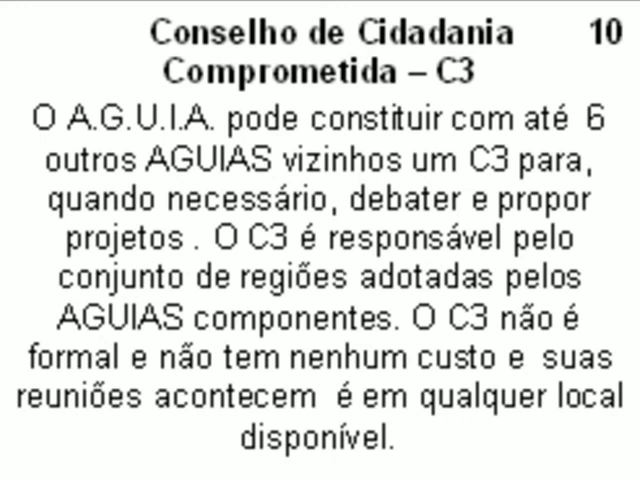 Conselho de Cidadania 10
Comprometida – C3
O A.G.U.I.A. pode constituir com até 6
outros AGUIAS vizinhos um C3 para,
quando necessário, debater e propor
projetos . O C3 é responsável pelo
conjunto de regiões adotadas pelos
AGUIAS componentes. O C3 não é
formal e não tem nenhum custo e suas
reuniões acontecem é em qualquer local
disponível.